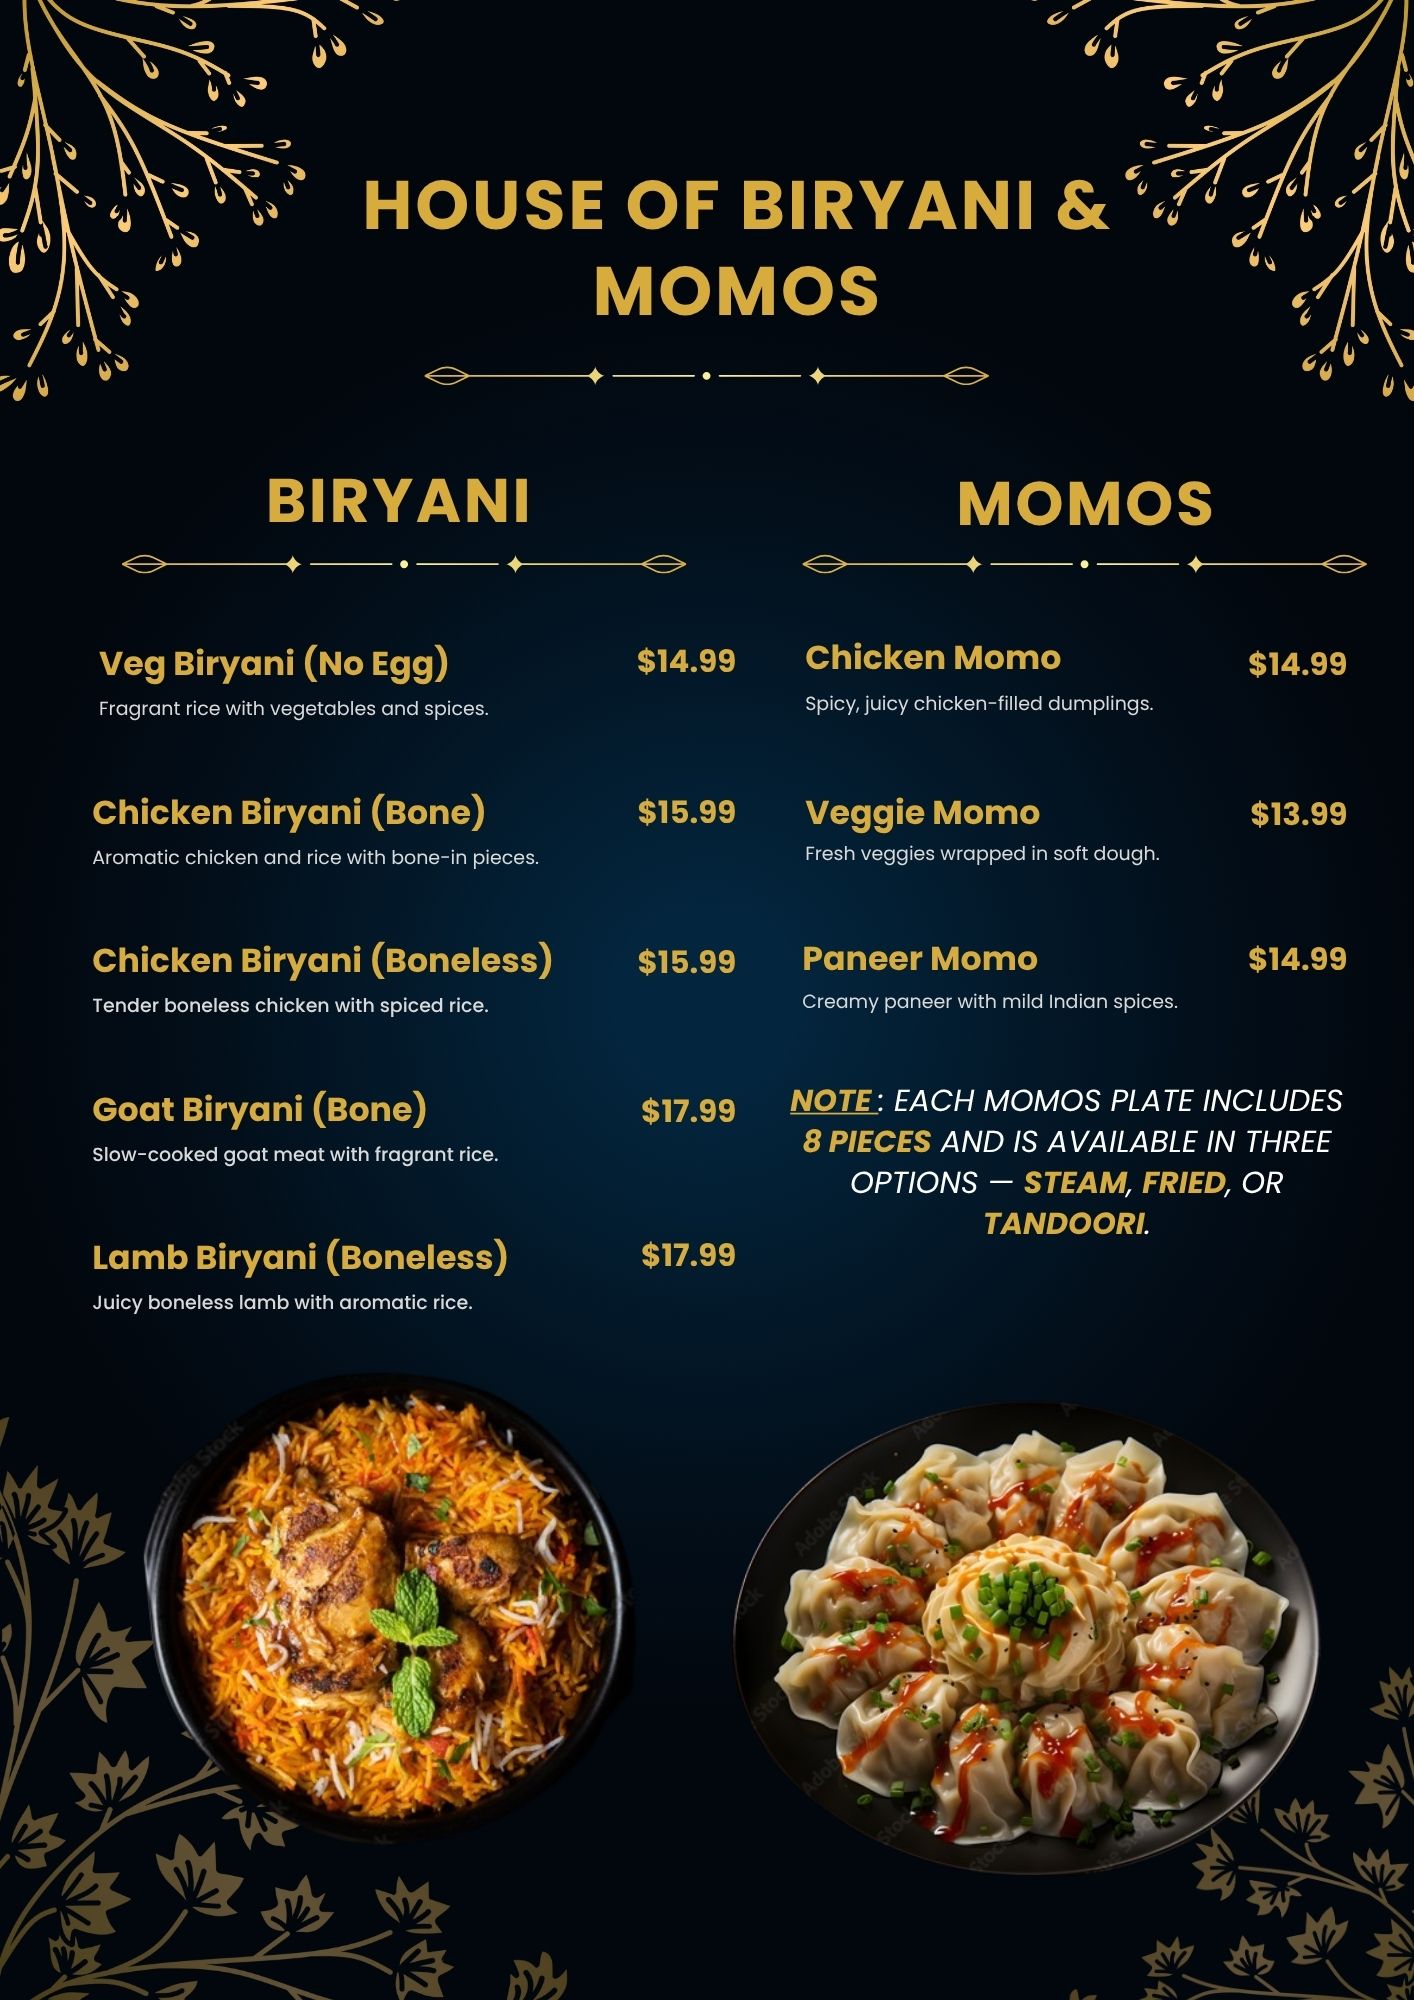 HOUSE OF BIRYANI &
MOMOS
BIRYANI
Veg Biryani (No Egg) $14.99
Fragrant rice with vegetables and spices.
Chicken Biryani (Bone) $15.99
Aromatic chicken and rice with bone-in pieces.
Chicken Biryani (Boneless) $15.99
Tender boneless chicken with spiced rice.
Goat Biryani (Bone) $17.99
Slow-cooked goat meat with fragrant rice.
Lamb Biryani (Boneless) $17.99
Juicy boneless lamb with aromatic rice.
MOMOS
Chicken Momo $14.99
Spicy, juicy chicken-filled dumplings.
Veggie Momo $13.99
Fresh veggies wrapped in soft dough.
Paneer Momo $14.99
Creamy paneer with mild Indian spices.
NOTE : EACH MOMOS PLATE INCLUDES
8 PIECES AND IS AVAILABLE IN THREE
OPTIONS — STEAM, FRIED, OR
TANDOORI.